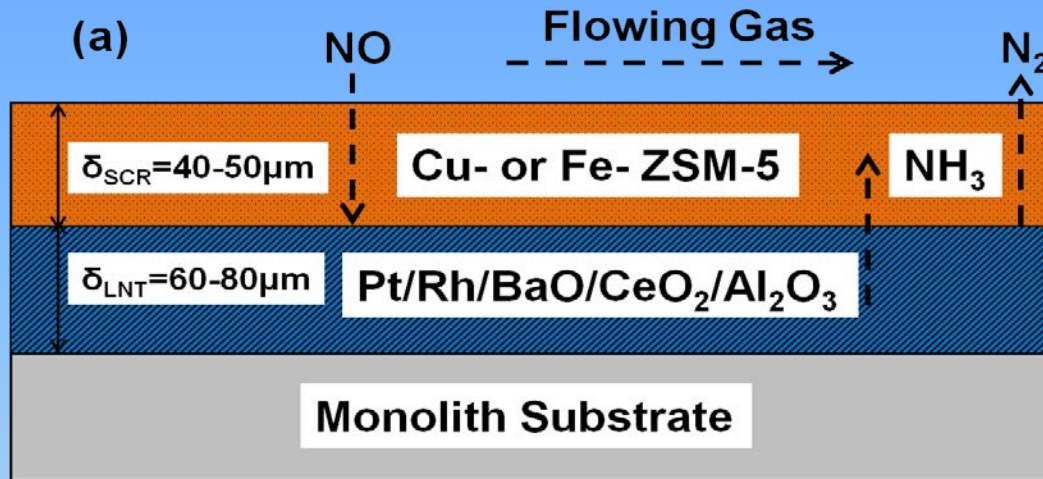 (a)
NO
Flowing Gas
N₂
δSCR=40-50µm
Cu- or Fe- ZSM-5
NH₃
δLNT=60-80µm
Pt/Rh/BaO/CeO₂/Al₂O₃
Monolith Substrate